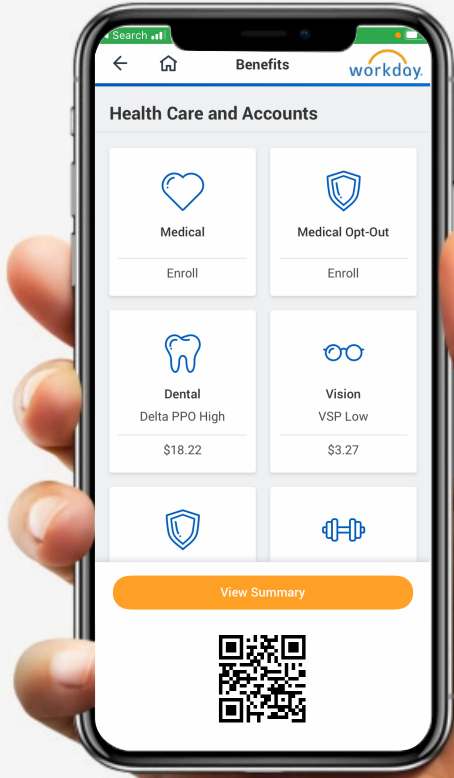 Search
Benefits
workday.
Health Care and Accounts
Medical
Medical Opt-Out
Enroll
Enroll
Dental
Vision
Delta PPO High
VSP Low
$18.22
$3.27
View Summary